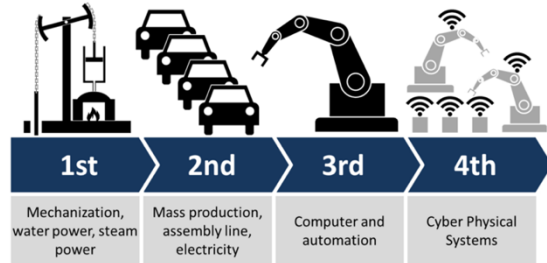 1st
2nd
3rd
4th
Mechanization,
water power, steam
power
Mass production,
assembly line,
electricity
Computer and
automation
Cyber Physical
Systems